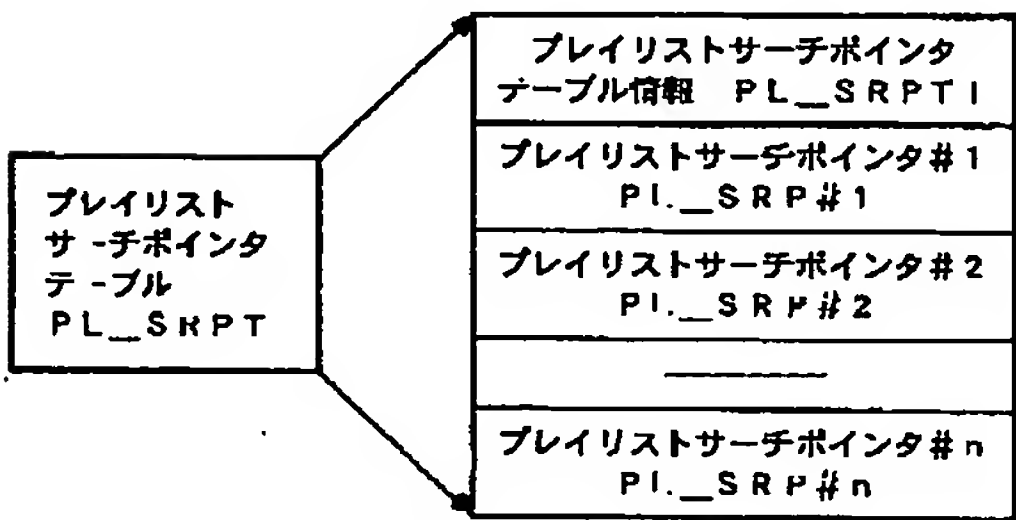 プレイリスト
サーチポインタ
テーブル
PL_SRPT
プレイリストサーチポインタ
テーブル情報 PL_SRPTI
プレイリストサーチポインタ#1
PL_SRP#1
プレイリストサーチポインタ#2
PL_SRP#2
プレイリストサーチポインタ#n
PL_SRP#n